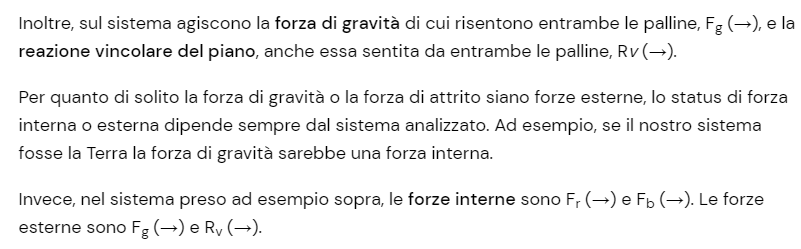 Inoltre, sul sistema agiscono la forza di gravità di cui risentono entrambe le palline, Fg (→), e la
reazione vincolare del piano, anche essa sentita da entrambe le palline, Rv (→).
Per quanto di solito la forza di gravità o la forza di attrito siano forze esterne, lo status di forza
interna o esterna dipende sempre dal sistema analizzato. Ad esempio, se il nostro sistema
fosse la Terra la forza di gravità sarebbe una forza interna.
Invece, nel sistema preso ad esempio sopra, le forze interne sono Fr (→) e Fb (→). Le forze
esterne sono Fg (→) e Rv (→).